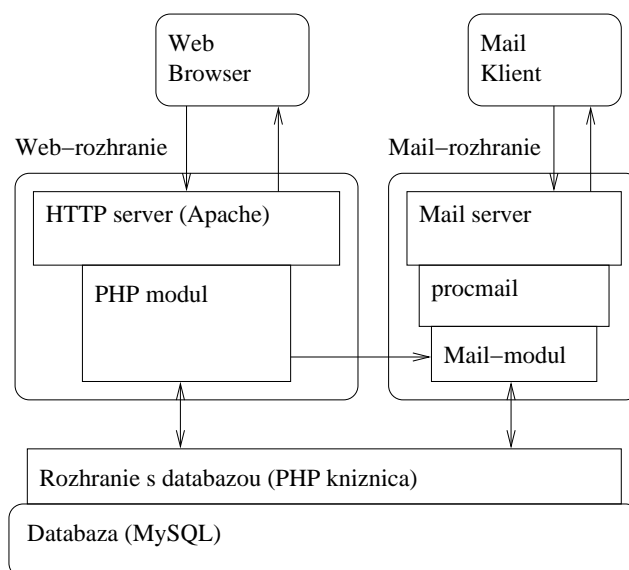 Web
Browser
Mail
Klient
Web−rozhranie
Mail−rozhranie
HTTP server (Apache)
Mail server
PHP modul
procmail
Mail−modul
Rozhranie s databazou (PHP kniznica)
Databaza (MySQL)